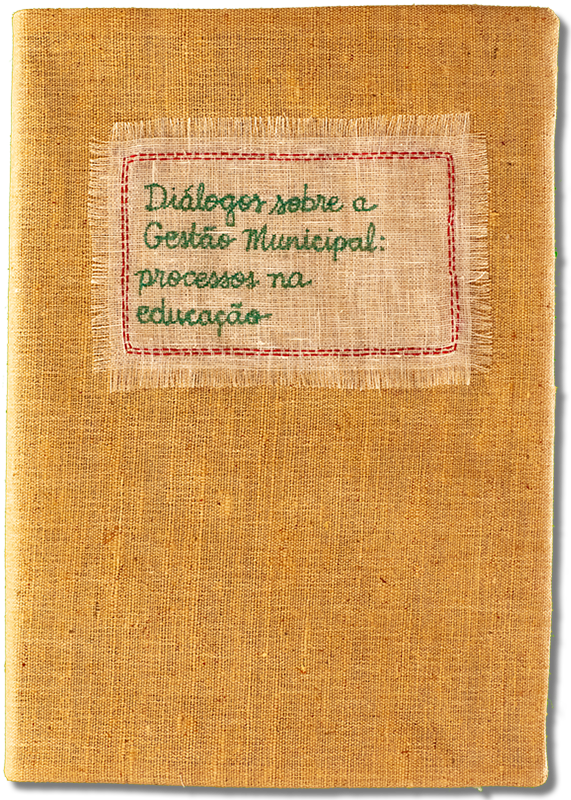 Diálogos sobre a
Gestão Municipal:
processos na
educação